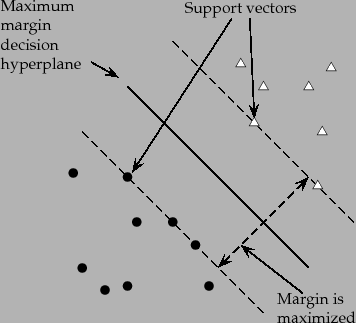 Maximum
margin
decision
hyperplane
Support vectors
Margin is
maximized